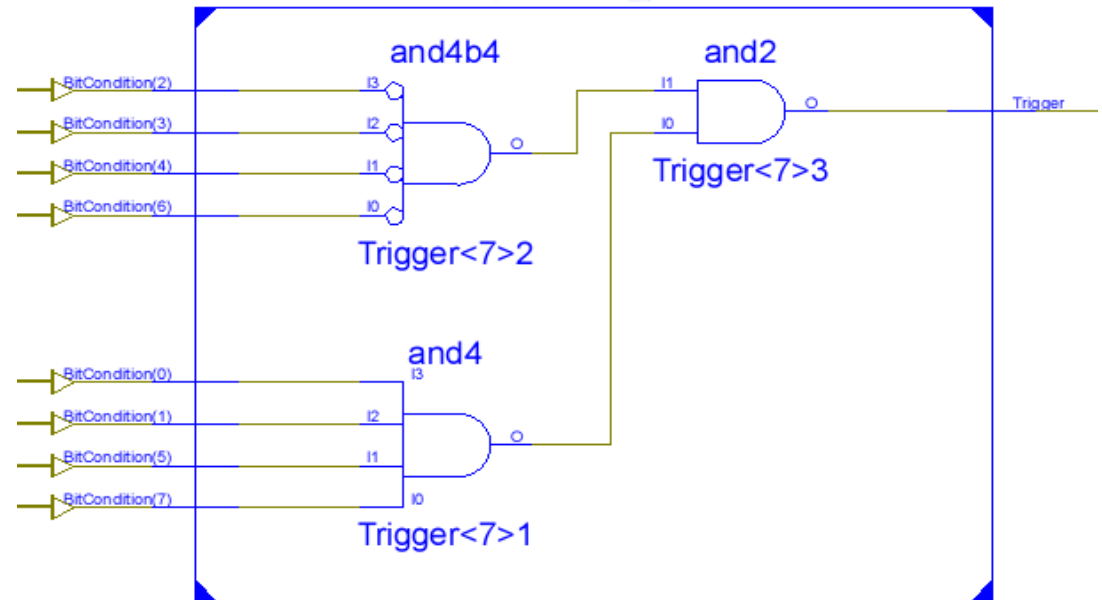 and4b4
and2
BitCondition(2)
I3
I1
O
Trigger
BitCondition(3)
I2
O
I0
BitCondition(4)
I1
Trigger<7>3
BitCondition(6)
I0
Trigger<7>2
and4
BitCondition(0)
I3
BitCondition(1)
I2
O
BitCondition(5)
I1
BitCondition(7)
I0
Trigger<7>1